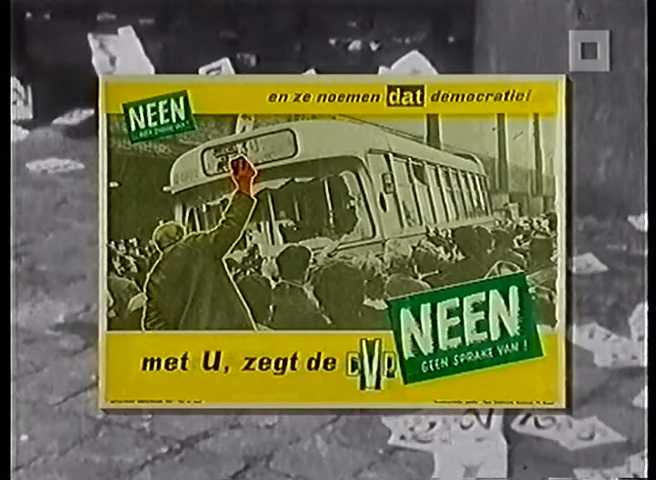 en ze noemen dat democratie!
NEEN
met U, zegt de CVP
NEEN
GEEN SPRAKE VAN!